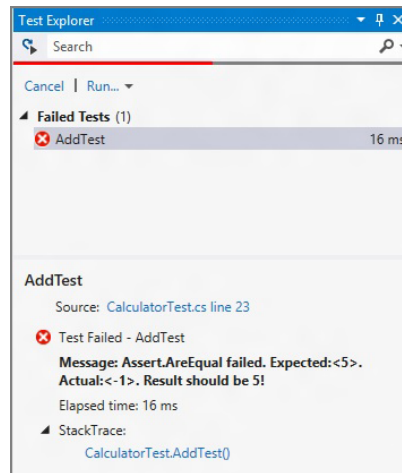 Test Explorer
Search
Cancel | Run...
Failed Tests (1)
AddTest 16 ms
AddTest
Source: CalculatorTest.cs line 23
Test Failed - AddTest
Message: Assert.AreEqual failed. Expected:<5>.
Actual:<-1>. Result should be 5!
Elapsed time: 16 ms
StackTrace:
CalculatorTest.AddTest()